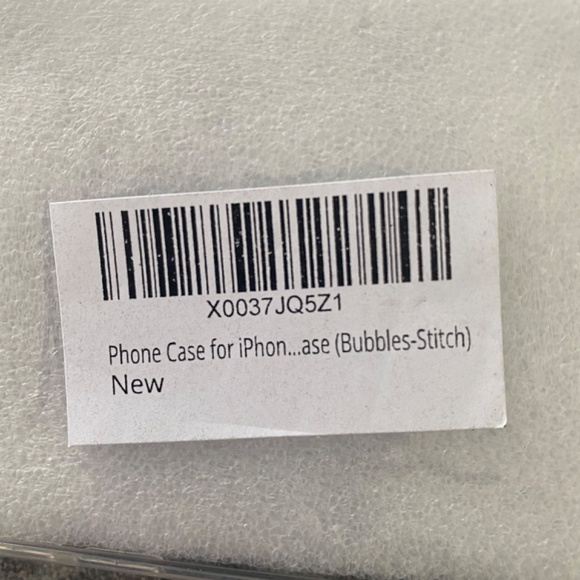 X0037JQ5Z1
Phone Case for iPhon...ase (Bubbles-Stitch)
New